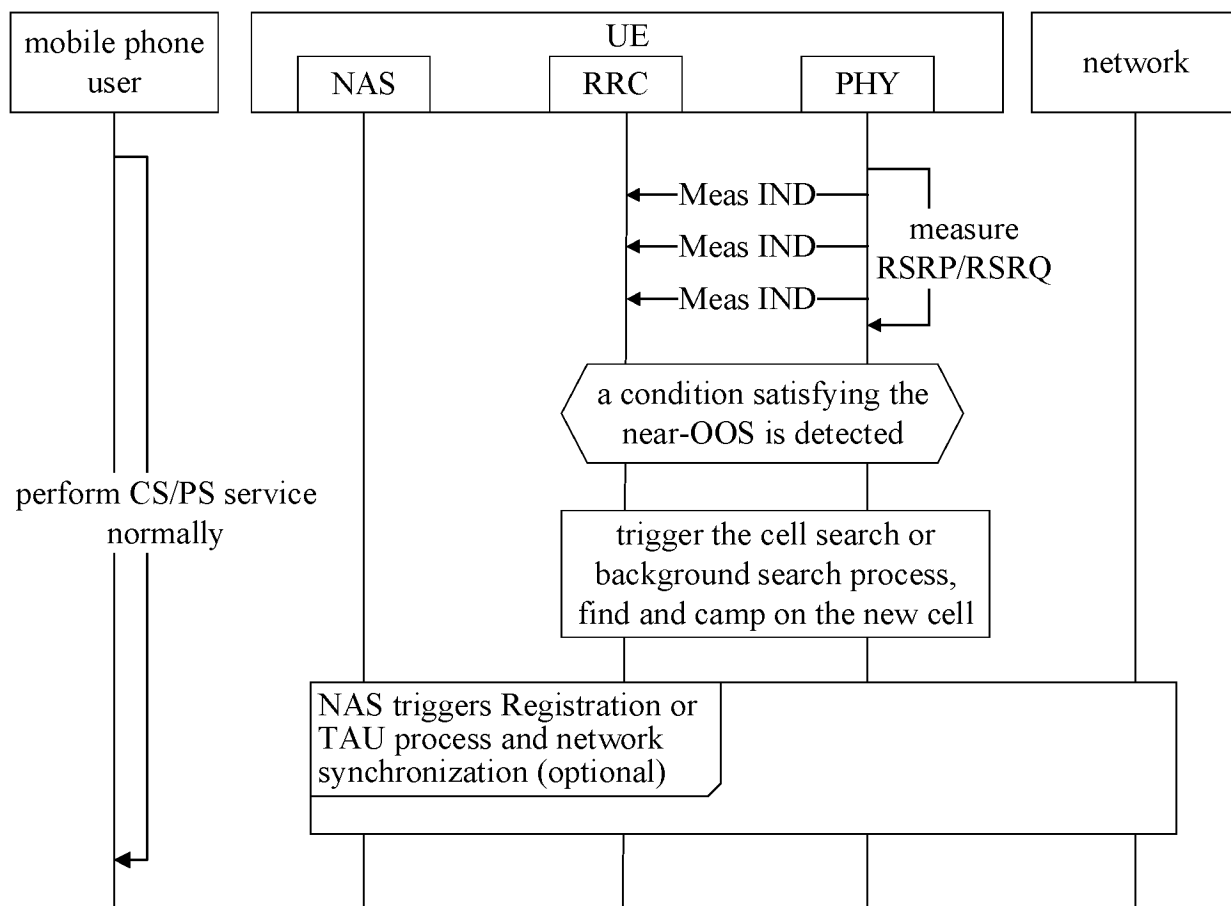 mobile phone
user
UE
NAS
RRC
PHY
network
Meas IND
Meas IND
Meas IND
measure
RSRP/RSRQ
a condition satisfying the
near-OOS is detected
perform CS/PS service
normally
trigger the cell search or
background search process,
find and camp on the new cell
NAS triggers Registration or
TAU process and network
synchronization (optional)